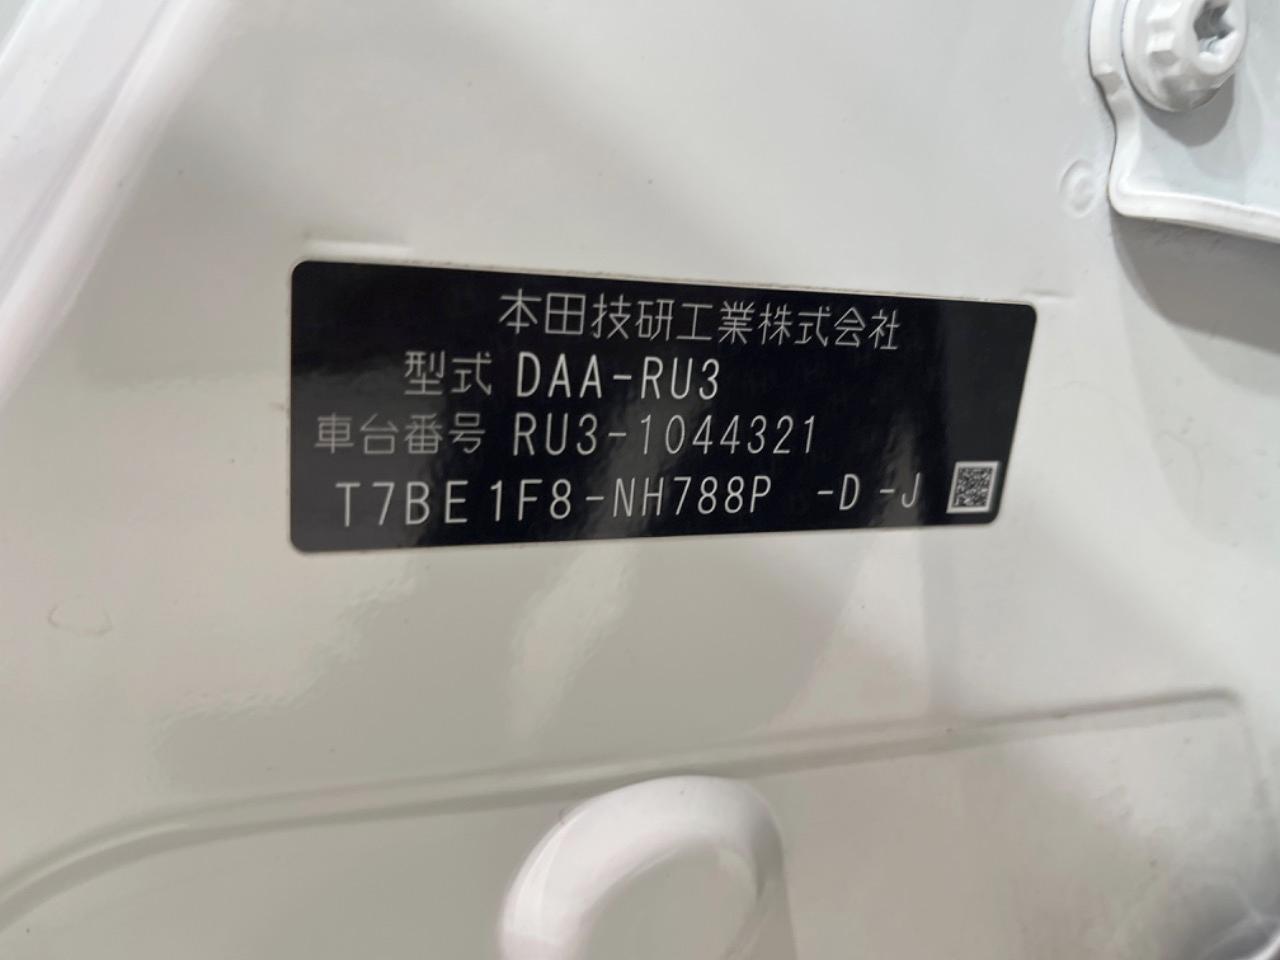 本田技研工業株式会社
型式 DAA-RU3
車台番号 RU3-1044321
T7BE1F8-NH788P -D-J